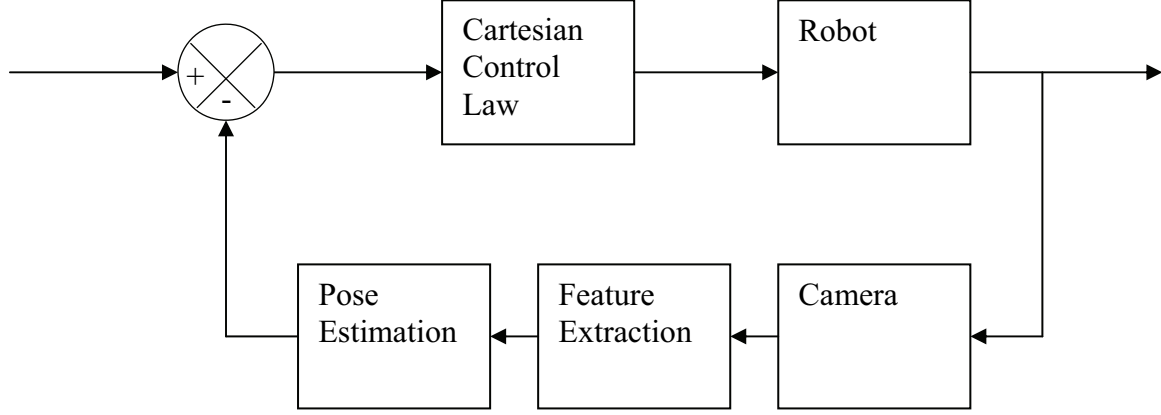 Cartesian
Control
Law
Robot
+
-
Pose
Estimation
Feature
Extraction
Camera